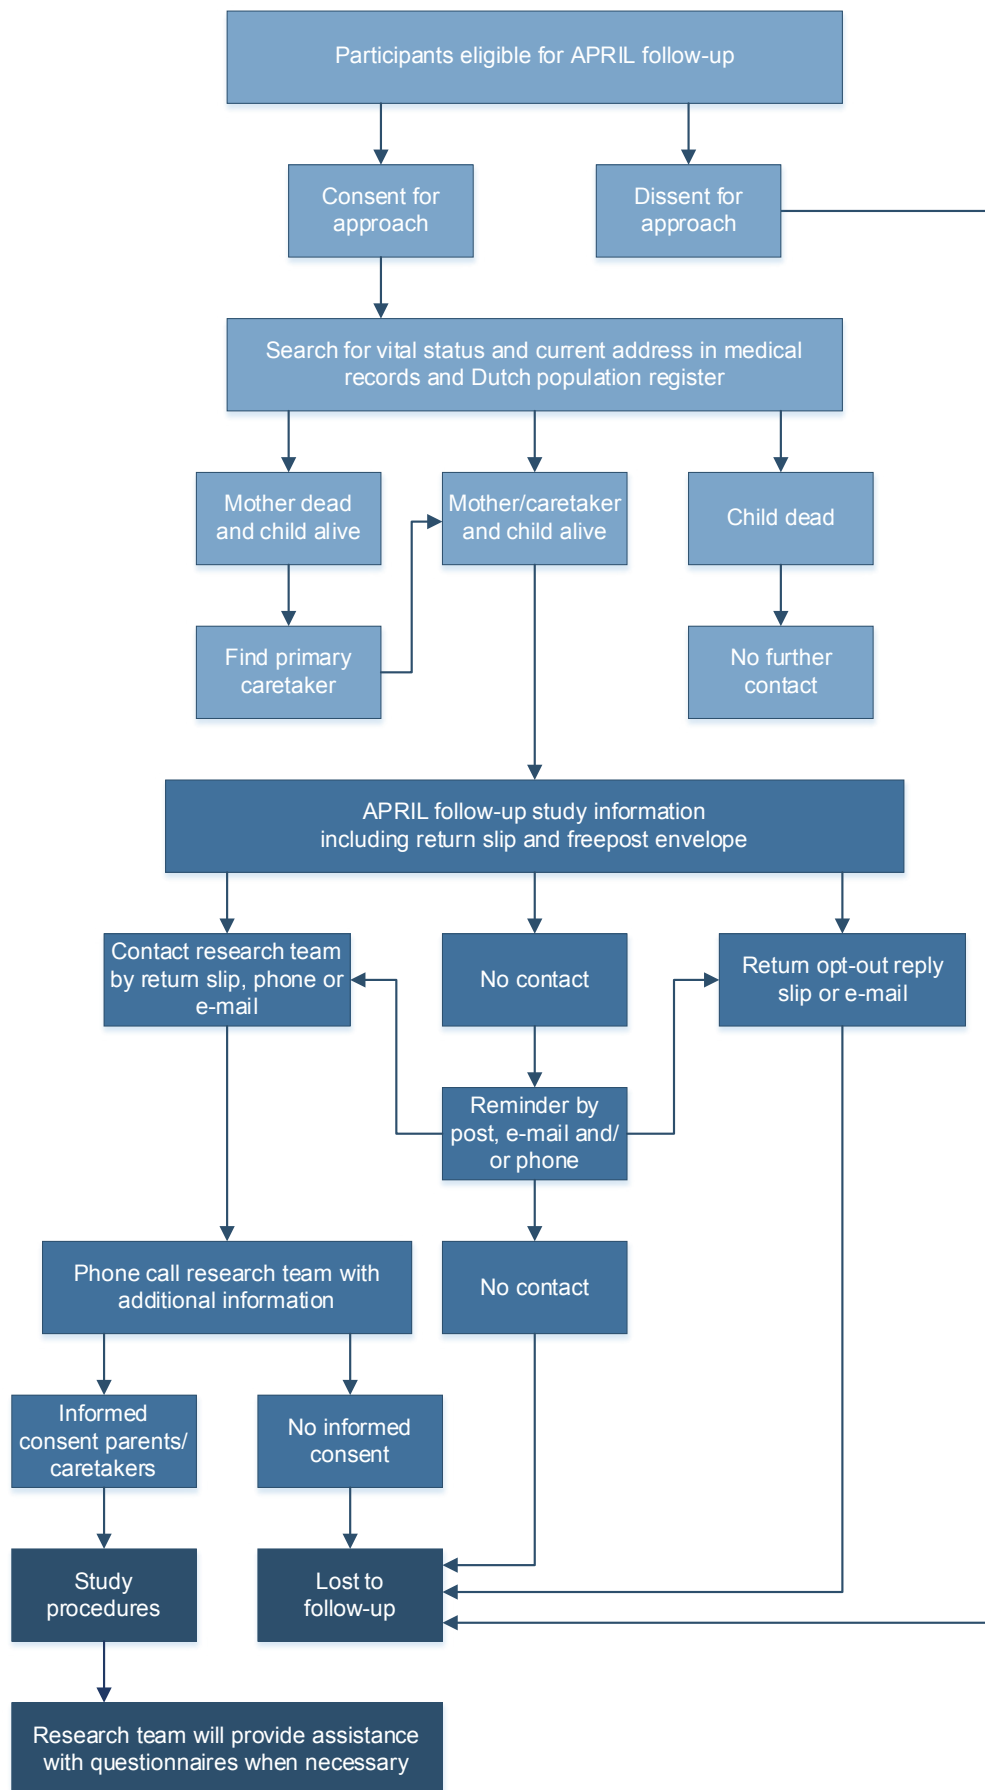 Participants eligible for APRIL follow-up
Consent for
approach
Dissent for
approach
Search for vital status and current address in medical
records and Dutch population register
Mother dead
and child alive
Mother/caretaker
and child alive
Child dead
Find primary
caretaker
No further
contact
APRIL follow-up study information
including return slip and freepost envelope
Contact research team
by return slip, phone or
e-mail
No contact
Return opt-out reply
slip or e-mail
Reminder by
post, e-mail and/
or phone
Phone call research team with
additional information
No contact
Informed
consent parents/
caretakers
No informed
consent
Study
procedures
Lost to
follow-up
Research team will provide assistance
with questionnaires when necessary